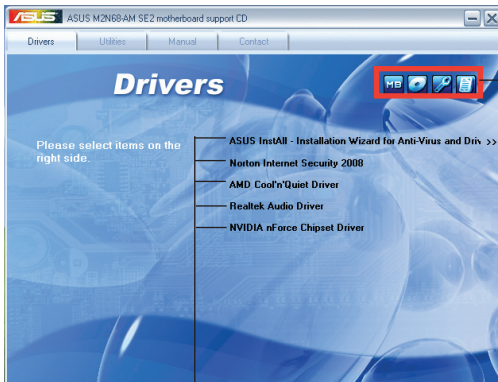 ASUS ASUS M2N68-AM SE2 motherboard support CD
Drivers Utilities Manual Contact
Drivers
MB
Please select items on the
right side.
ASUS InstAll - Installation Wizard for Anti-Virus and Driv >>
Norton Internet Security 2008
AMD Cool'n'Quiet Driver
Realtek Audio Driver
NVIDIA nForce Chipset Driver